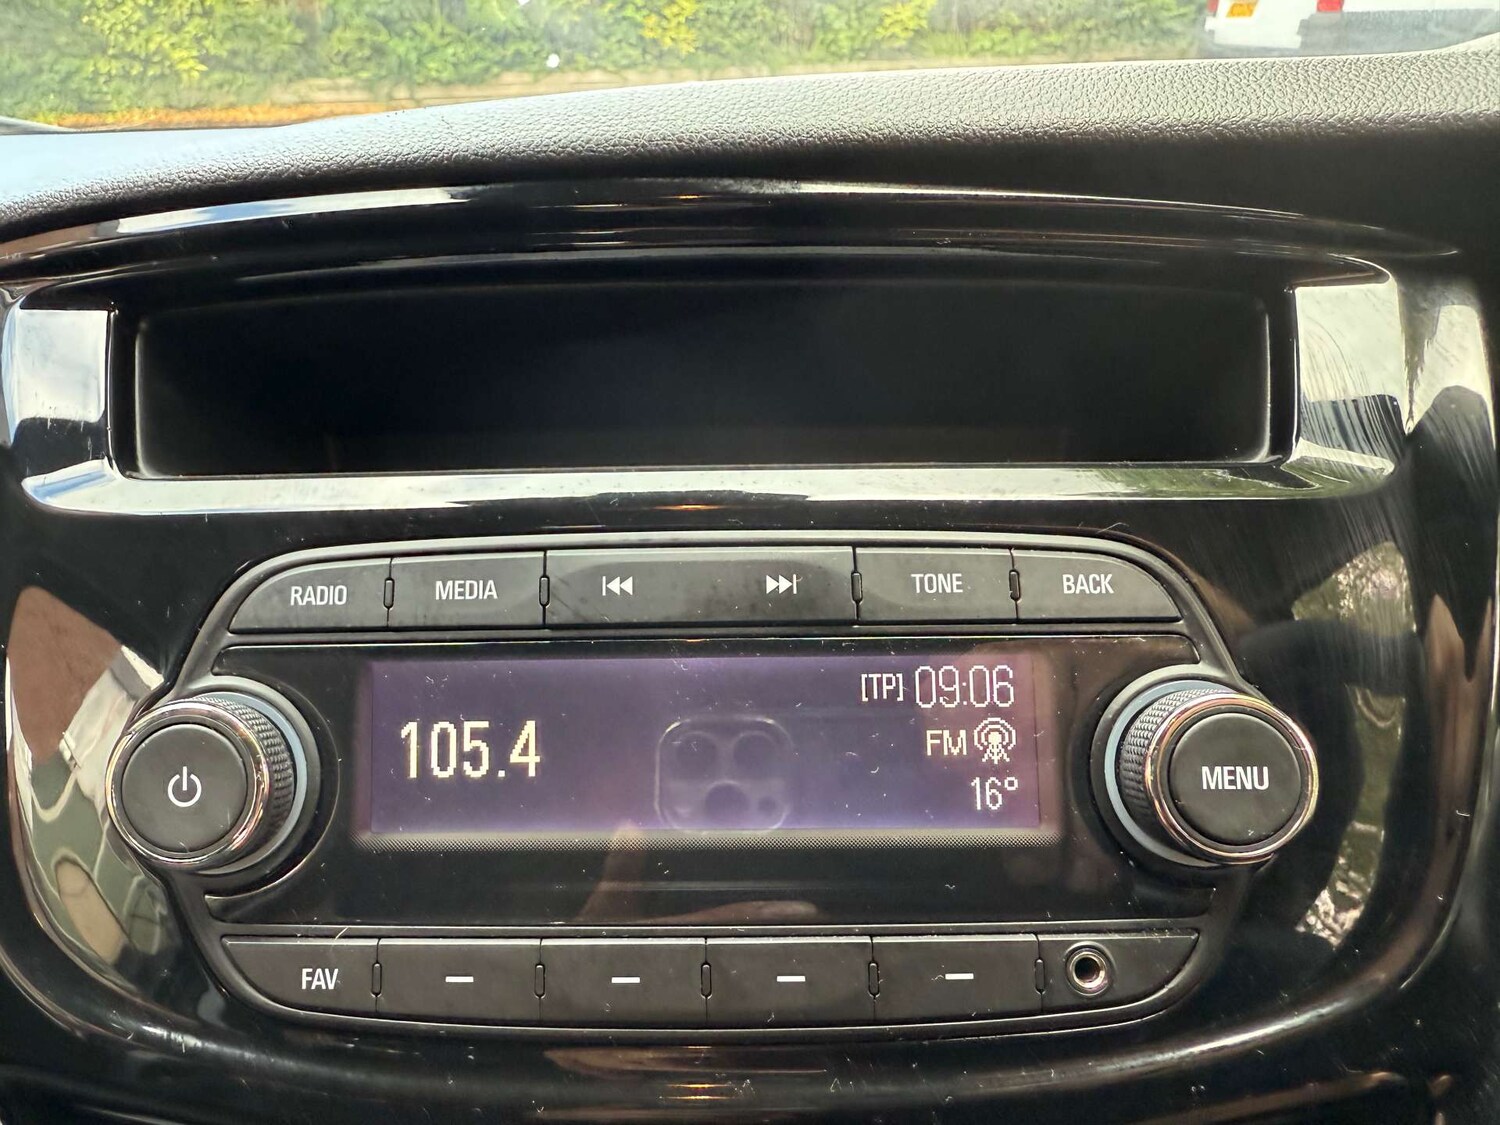 RADIO MEDIA TONE BACK
[TP] 09:06
105.4
FM
16°
MENU
FAV